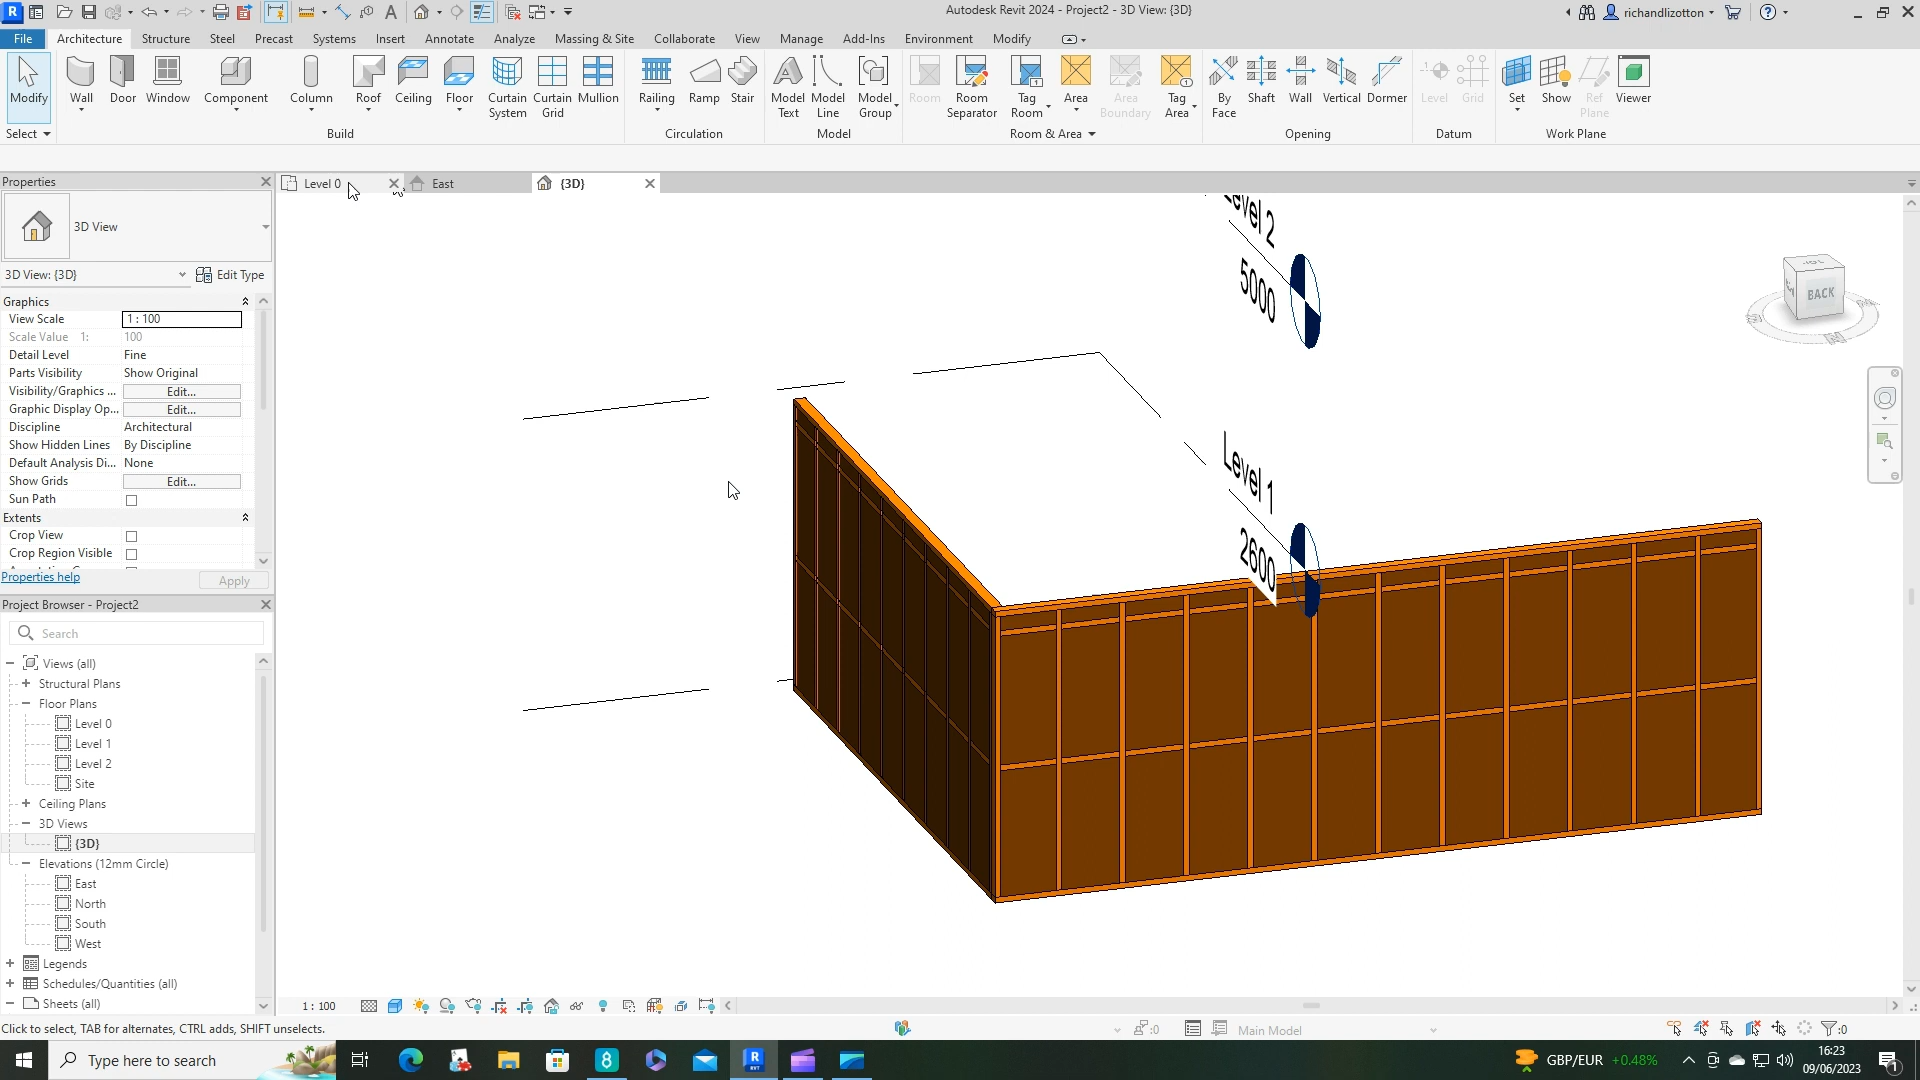 Autodesk Revit 2024 - Project2 - 3D View: {3D}
richandlizotton
File
Architecture
Structure
Steel
Precast
Systems
Insert
Annotate
Analyze
Massing & Site
Collaborate
View
Manage
Add-Ins
Environment
Modify
Modify
Wall
Door
Window
Component
Column
Roof
Ceiling
Floor
Curtain System
Curtain Grid
Mullion
Railing
Ramp
Stair
Model Text
Model Line
Model Group
Room
Room Separator
Tag Room
Area
Area Boundary
Tag Area
By Face
Shaft
Wall
Vertical
Dormer
Level
Grid
Set
Show
Ref Plane
Viewer
Select
Build
Circulation
Model
Room & Area
Opening
Datum
Work Plane
Properties
Level 0
East
{3D}
3D View
3D View: {3D}
Edit Type
Graphics
View Scale
1 : 100
Scale Value 1:
100
Detail Level
Fine
Parts Visibility
Show Original
Visibility/Graphics ...
Edit...
Graphic Display Op...
Edit...
Discipline
Architectural
Show Hidden Lines
By Discipline
Default Analysis Di...
None
Show Grids
Edit...
Sun Path
Extents
Crop View
Crop Region Visible
Properties help
Apply
Project Browser - Project2
Search
Views (all)
Structural Plans
Floor Plans
Level 0
Level 1
Level 2
Site
Ceiling Plans
3D Views
{3D}
Elevations (12mm Circle)
East
North
South
West
Legends
Schedules/Quantities (all)
Sheets (all)
Level 2
5000
Level 1
2600
BACK
1 : 100
Click to select, TAB for alternates, CTRL adds, SHIFT unselects.
:0
Main Model
:0
Type here to search
GBP/EUR +0.48%
16:23
09/06/2023